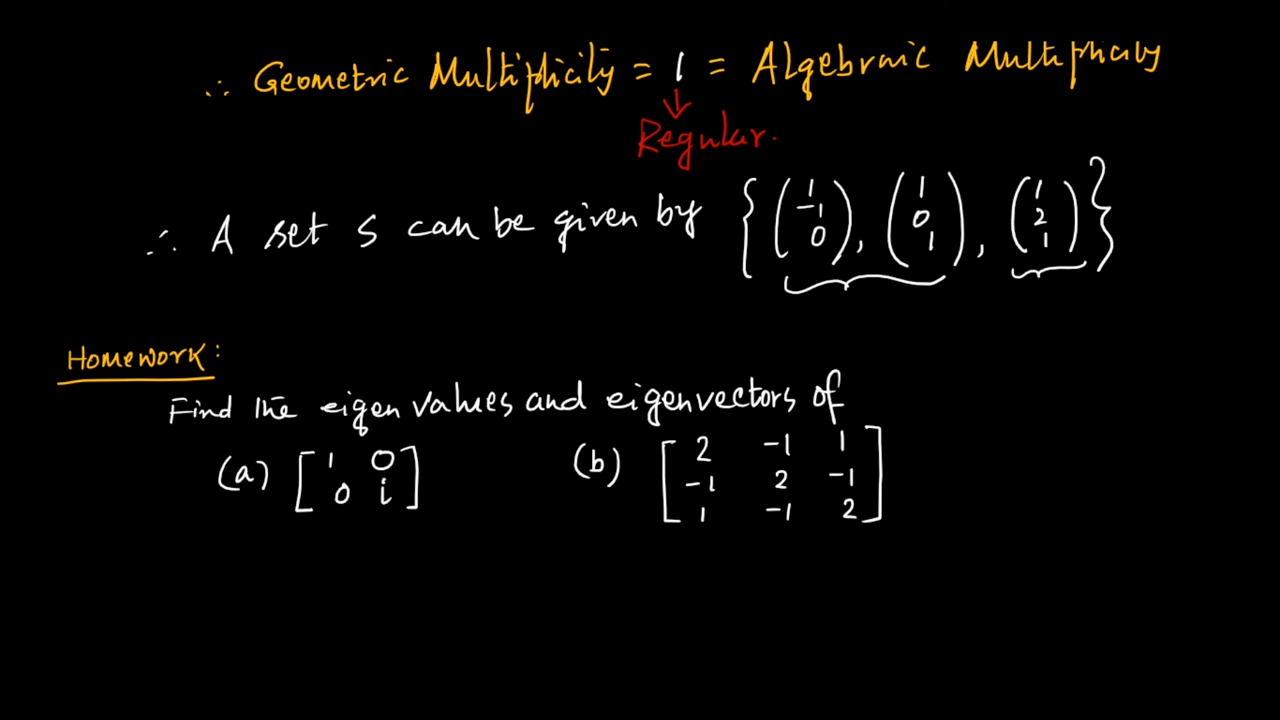 ∴ Geometric Multiplicity = 1 = Algebraic Multiplicity
Regular.
∴ A set S can be given by { (1 -1 0), (1 0 1), (1 2 1) }
Homework:
Find the eigen values and eigenvectors of
(a) [1 0
0 i]
(b) [2 -1 1
-1 2 -1
1 -1 2]